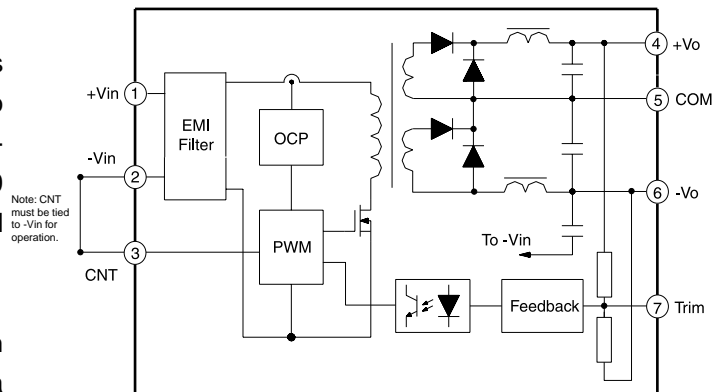 +Vin
1
EMI
Filter
OCP
4
+Vo
5
COM
-Vin
2
Note: CNT
must be tied
to -Vin for
operation.
3
CNT
PWM
6
-Vo
To -Vin
Feedback
7
Trim